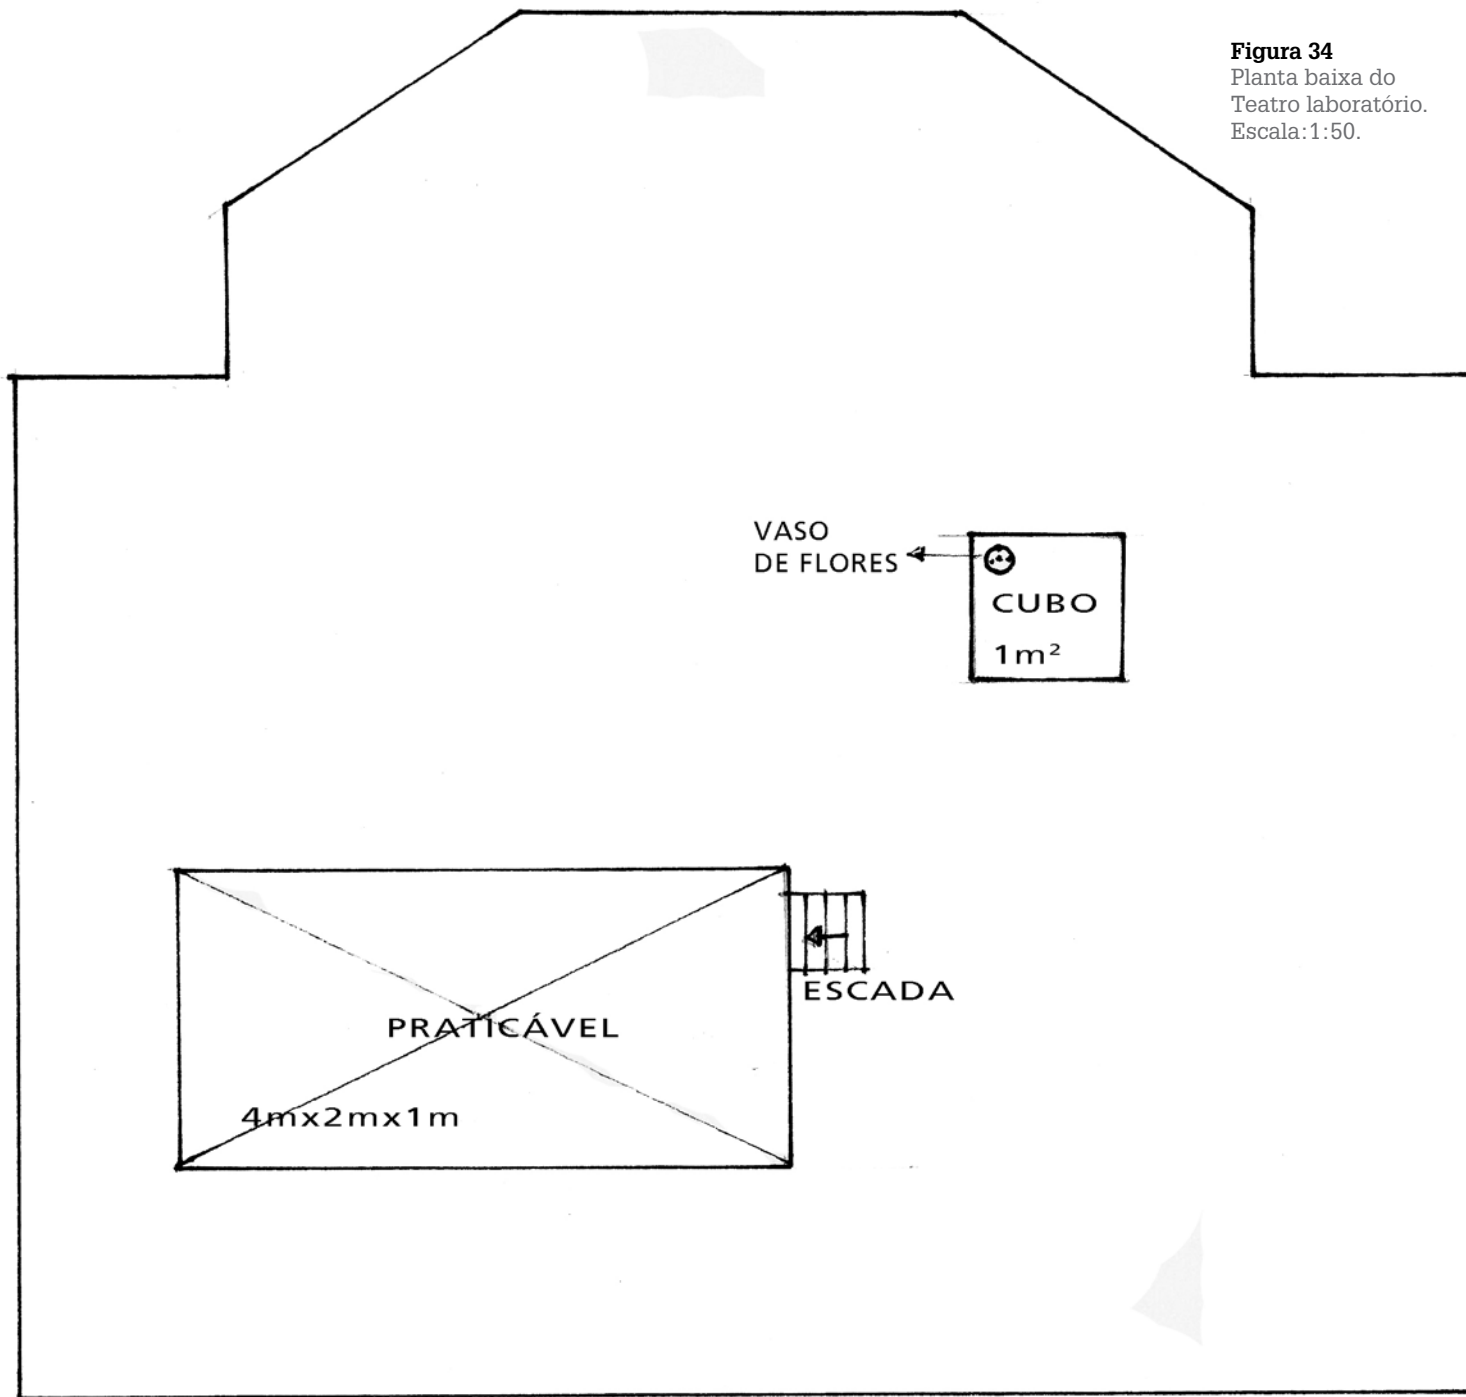 Figura 34
Planta baixa do
Teatro laboratório.
Escala:1:50.
VASO
DE FLORES
CUBO
1m²
ESCADA
PRATICÁVEL
4mx2mx1m